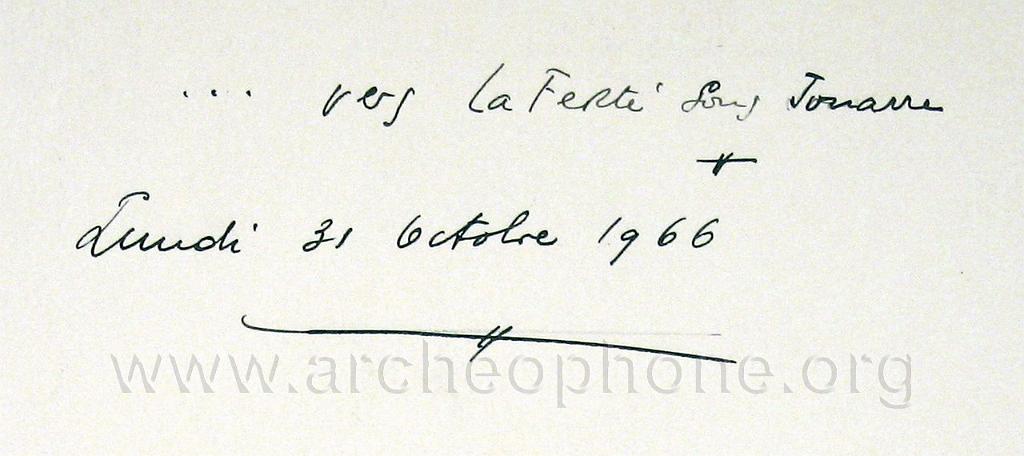 ... vers La Ferté Sous Jouarre
Lundi 31 Octobre 1966
www.archeophone.org